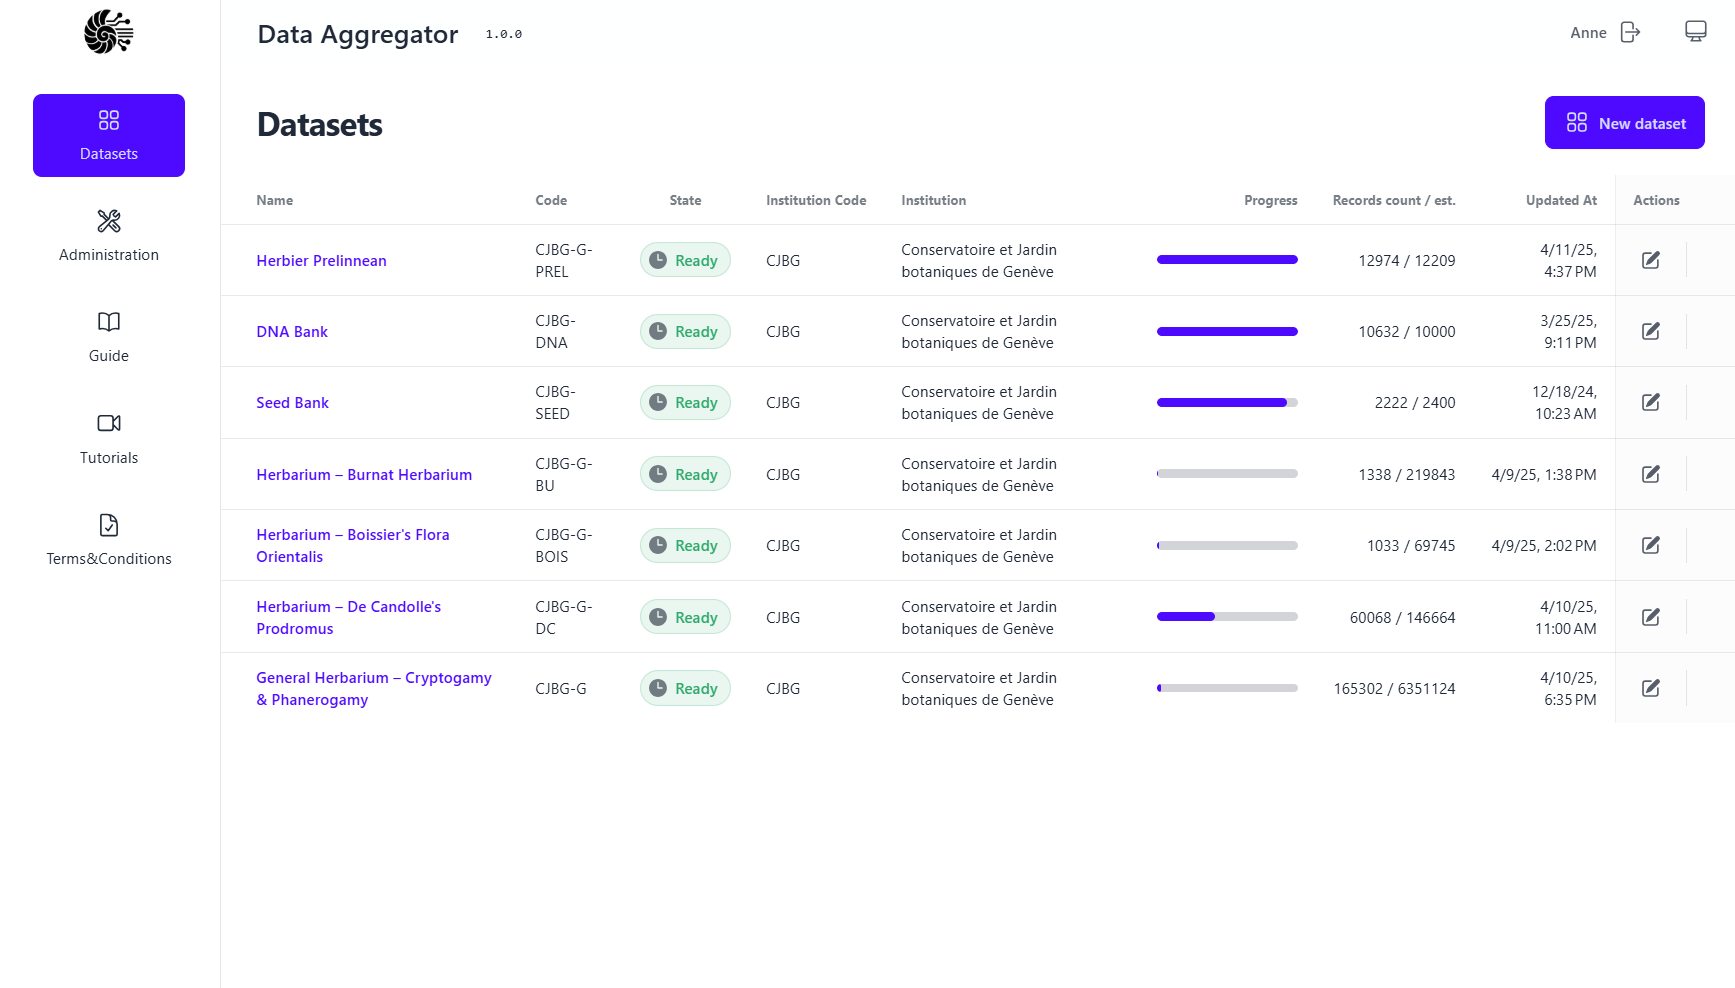 Data Aggregator 1.0.0
Anne
Datasets
Administration
Guide
Tutorials
Terms&Conditions
Datasets
New dataset
Name Code State Institution Code Institution Progress Records count / est. Updated At Actions
Herbier Prelinnean
CJBG-G-
PREL
Ready
CJBG
Conservatoire et Jardin
botaniques de Genève
12974 / 12209
4/11/25,
4:37 PM
DNA Bank
CJBG-
DNA
Ready
CJBG
Conservatoire et Jardin
botaniques de Genève
10632 / 10000
3/25/25,
9:11 PM
Seed Bank
CJBG-
SEED
Ready
CJBG
Conservatoire et Jardin
botaniques de Genève
2222 / 2400
12/18/24,
10:23 AM
Herbarium – Burnat Herbarium
CJBG-G-
BU
Ready
CJBG
Conservatoire et Jardin
botaniques de Genève
1338 / 219843
4/9/25, 1:38 PM
Herbarium – Boissier's Flora
Orientalis
CJBG-G-
BOIS
Ready
CJBG
Conservatoire et Jardin
botaniques de Genève
1033 / 69745
4/9/25, 2:02 PM
Herbarium – De Candolle's
Prodromus
CJBG-G-
DC
Ready
CJBG
Conservatoire et Jardin
botaniques de Genève
60068 / 146664
4/10/25,
11:00 AM
General Herbarium – Cryptogamy
& Phanerogamy
CJBG-G
Ready
CJBG
Conservatoire et Jardin
botaniques de Genève
165302 / 6351124
4/10/25,
6:35 PM